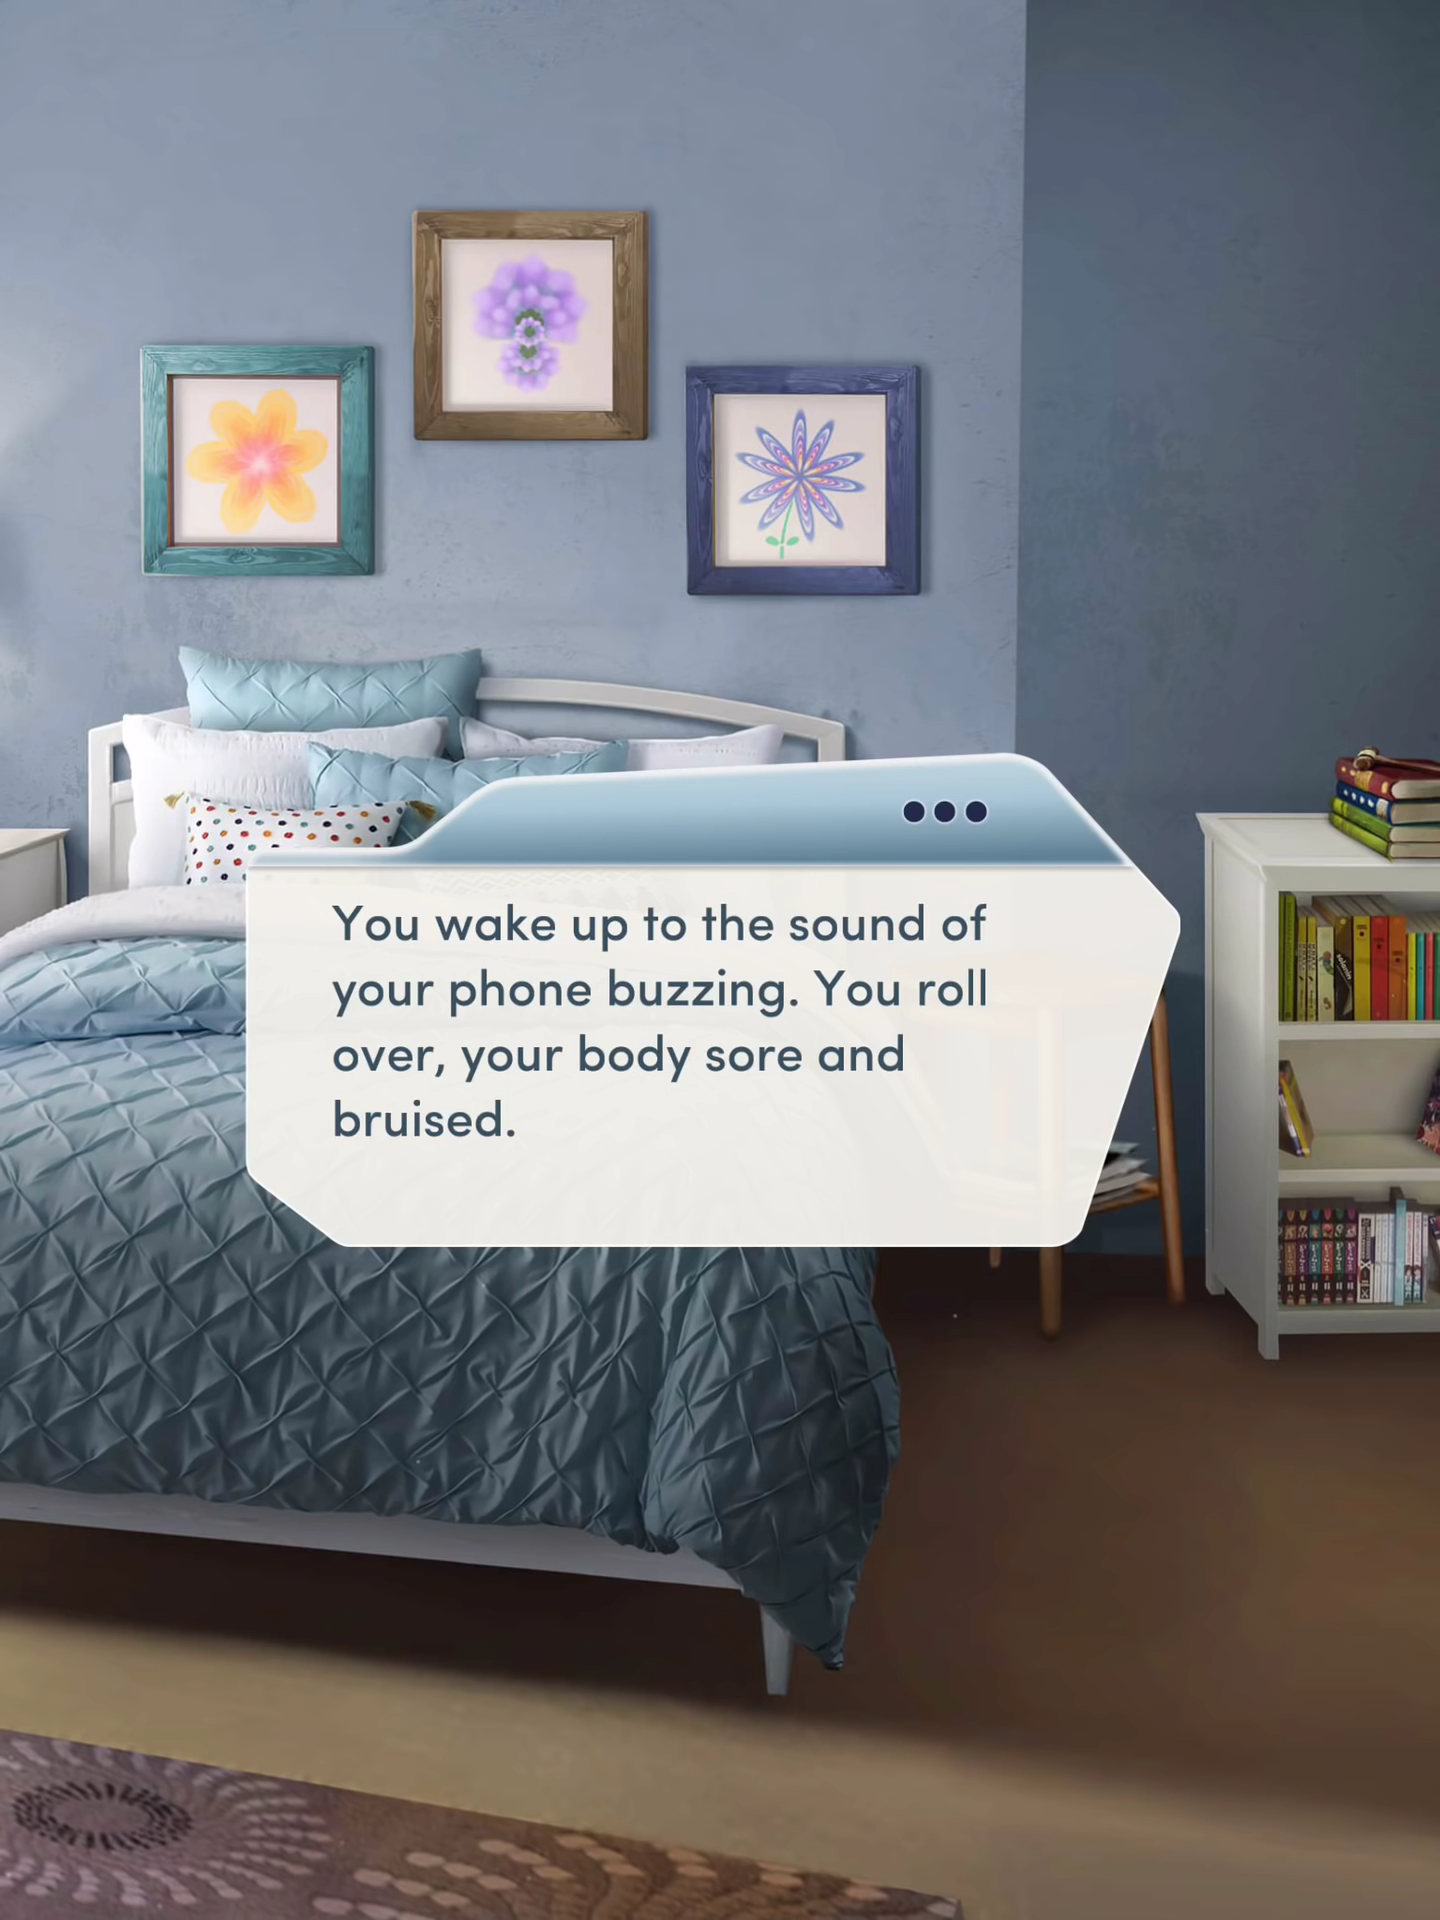 You wake up to the sound of
your phone buzzing. You roll
over, your body sore and
bruised.